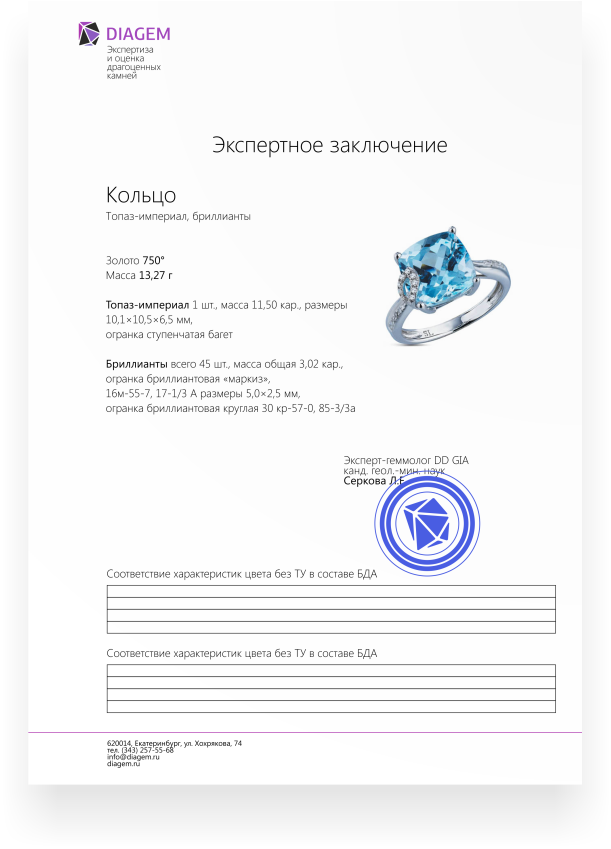 DIAGEM
Экспертиза
и оценка
драгоценных
камней
Экспертное заключение
Кольцо
Топаз-империал, бриллианты
Золото 750°
Масса 13,27 г
Топаз-империал 1 шт., масса 11,50 кар., размеры
10,1×10,5×6,5 мм,
огранка ступенчатая багет
Бриллианты всего 45 шт., масса общая 3,02 кар.,
огранка бриллиантовая «маркиз»,
16м-55-7, 17-1/3 А размеры 5,0×2,5 мм,
огранка бриллиантовая круглая 30 кр-57-0, 85-3/3а
SL
Эксперт-геммолог DD GIA
канд. геол.-мин. наук
Серкова Л.Е.
Соответствие характеристик цвета без ТУ в составе БДА
Соответствие характеристик цвета без ТУ в составе БДА
620014, Екатеринбург, ул. Хохрякова, 74
тел. (343) 257-55-68
info@diagem.ru
diagem.ru